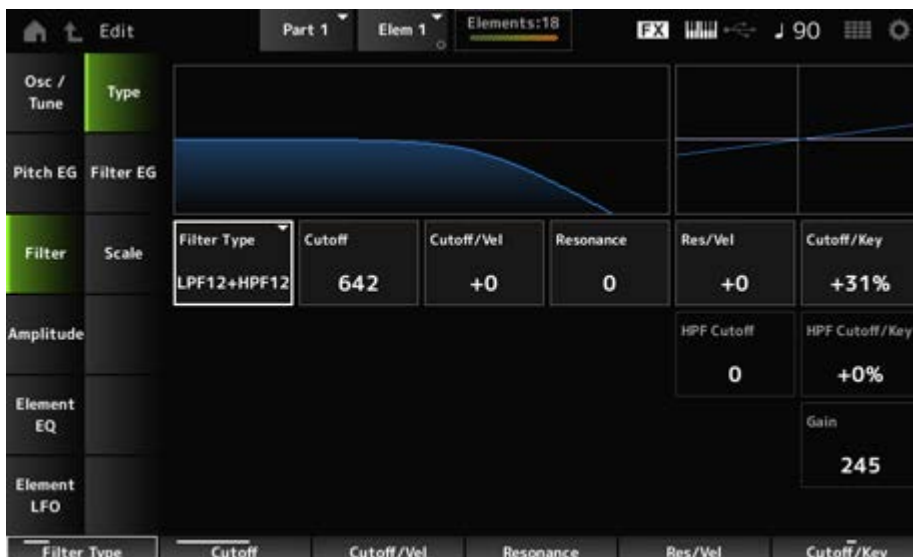 Edit
Part 1
Elem 1
Elements:18
FX
♩ 90
Osc /
Tune
Type
Pitch EG
Filter EG
Filter
Scale
Amplitude
Element
EQ
Element
LFO
Filter Type
LPF12+HPF12
Cutoff
642
Cutoff/Vel
+0
Resonance
0
Res/Vel
+0
Cutoff/Key
+31%
HPF Cutoff
0
HPF Cutoff/Key
+0%
Gain
245
Filter Type
Cutoff
Cutoff/Vel
Resonance
Res/Vel
Cutoff/Key